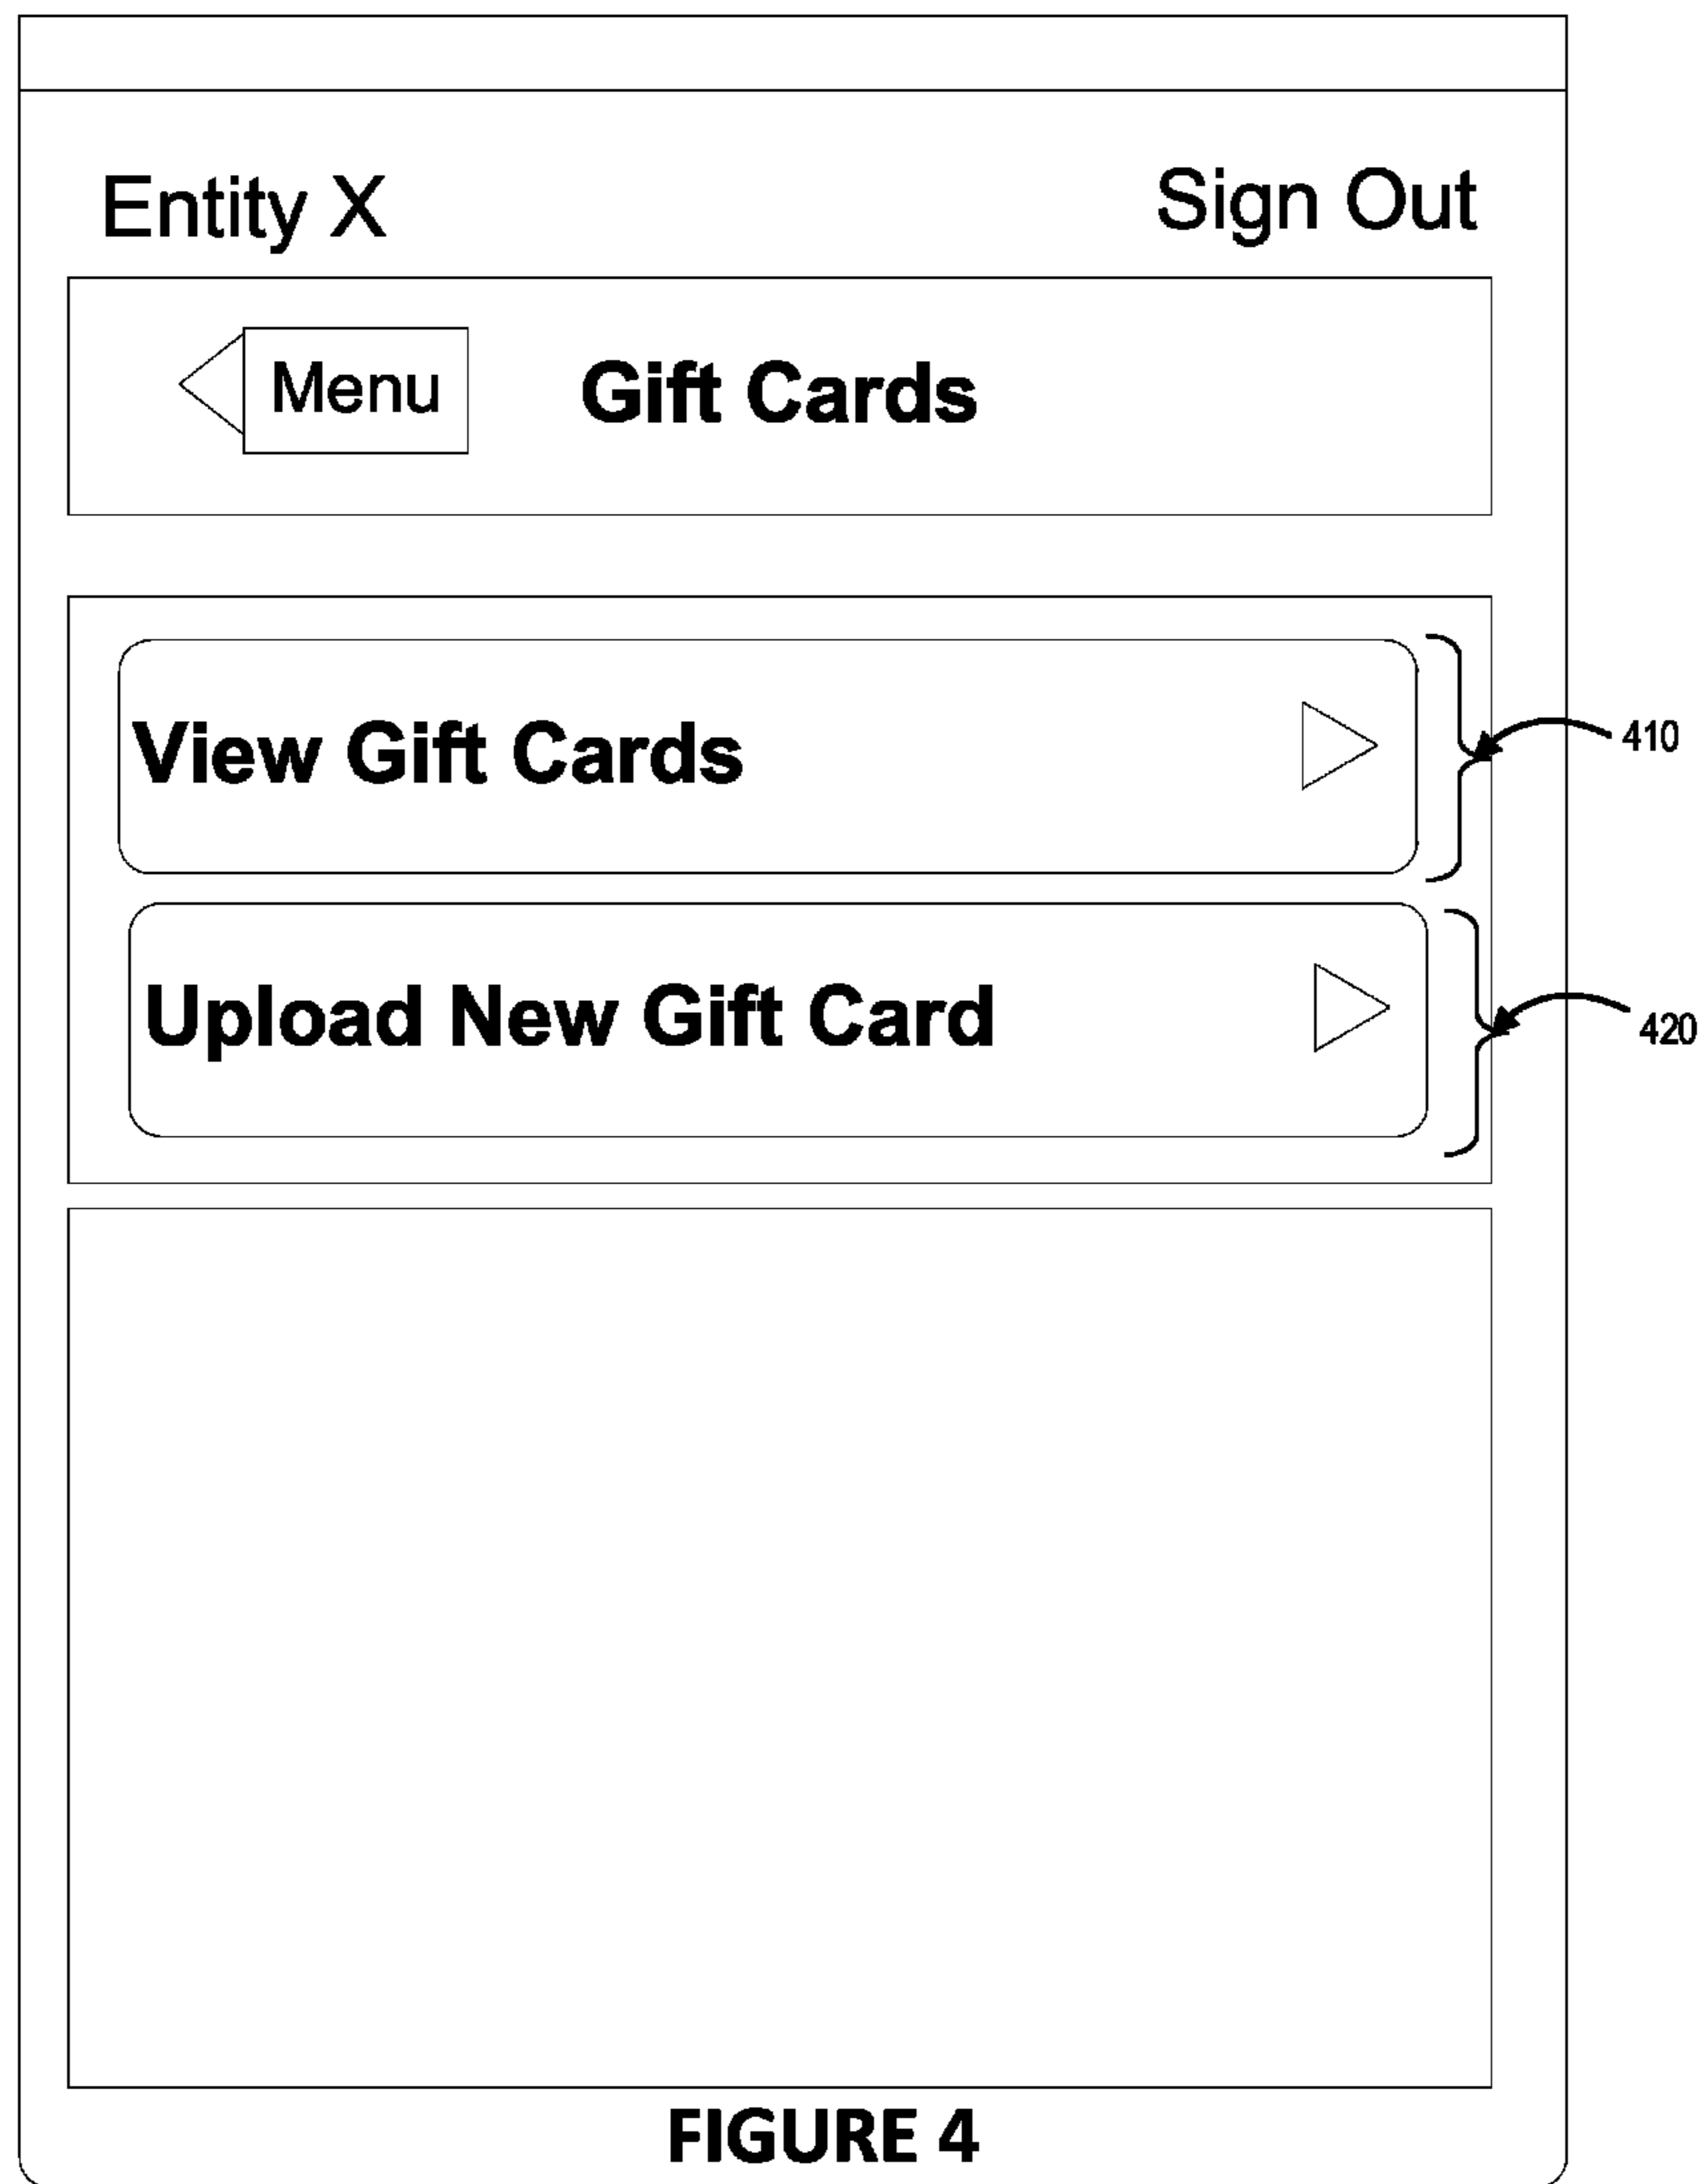 Entity X Sign Out
Menu Gift Cards
View Gift Cards
410
Upload New Gift Card
420
FIGURE 4